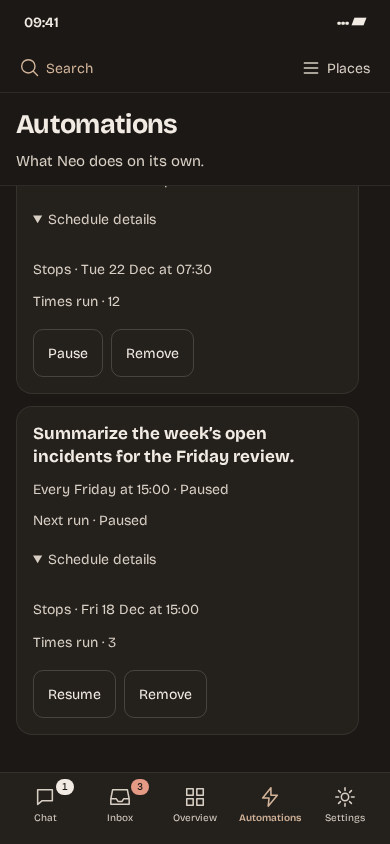 09:41
Search
Places
Automations
What Neo does on its own.
Schedule details
Stops · Tue 22 Dec at 07:30
Times run · 12
Pause
Remove
Summarize the week’s open
incidents for the Friday review.
Every Friday at 15:00 · Paused
Next run · Paused
Schedule details
Stops · Fri 18 Dec at 15:00
Times run · 3
Resume
Remove
1
3
Chat
Inbox
Overview
Automations
Settings